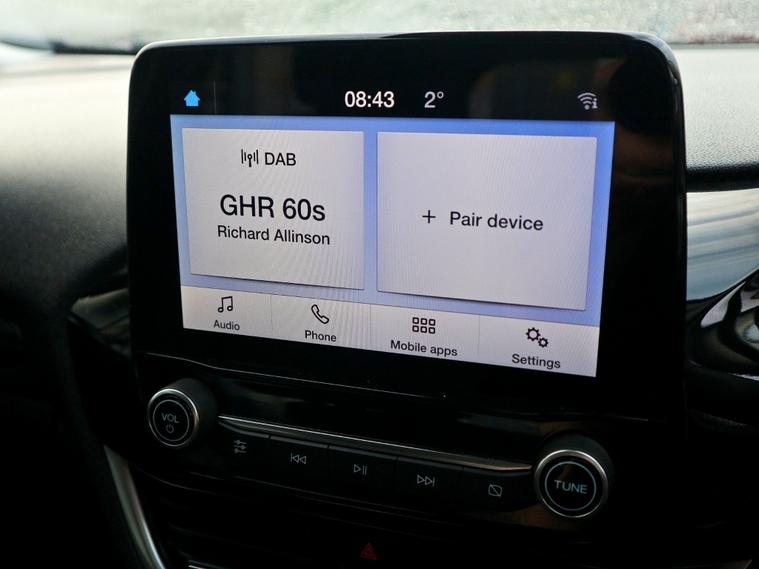 08:43 2°
DAB
GHR 60s
Richard Allinson
+ Pair device
Audio
Phone
Mobile apps
Settings
VOL
TUNE